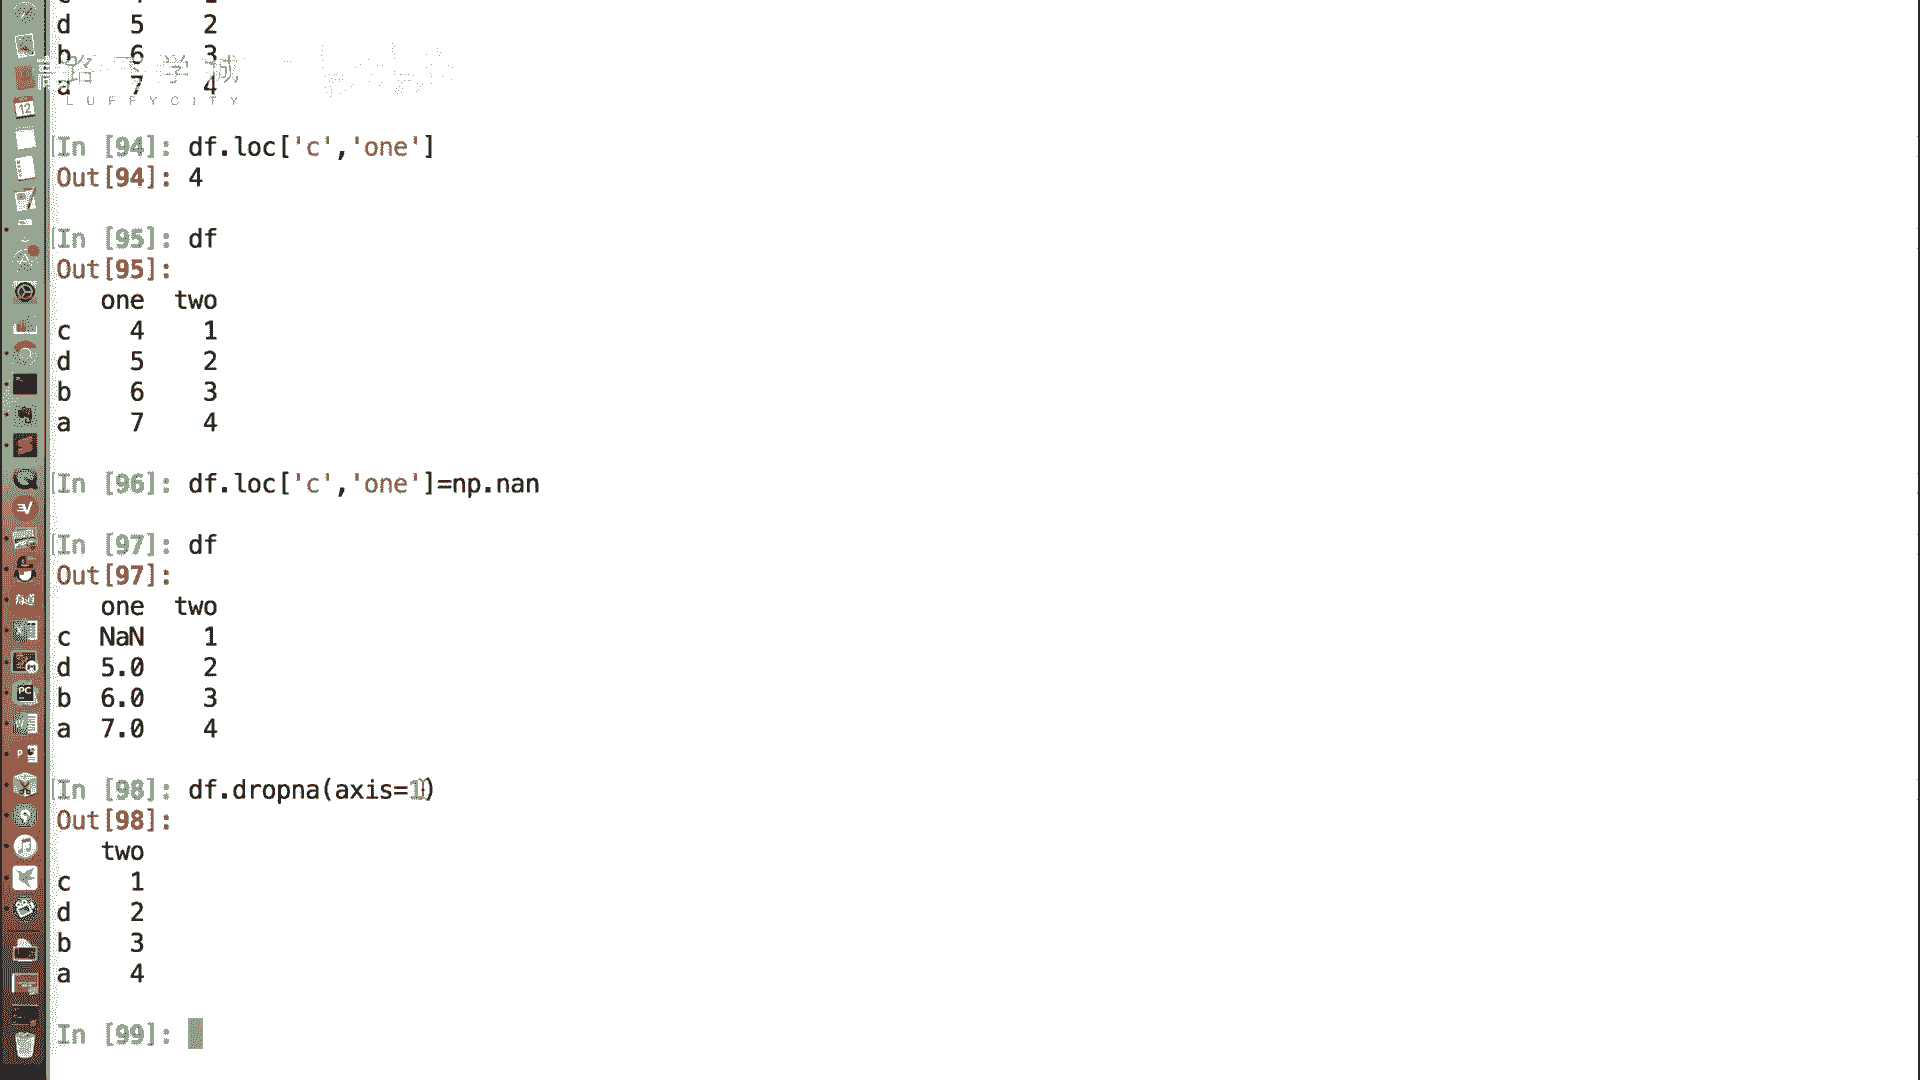 d     5    2
b     6    3
a     7    4
路飞学城
LUFFYCITY
In [94]: df.loc['c','one']
Out[94]: 4
In [95]: df
Out[95]:
   one  two
c    4    1
d    5    2
b    6    3
a    7    4
In [96]: df.loc['c','one']=np.nan
In [97]: df
Out[97]:
   one  two
c  NaN    1
d  5.0    2
b  6.0    3
a  7.0    4
In [98]: df.dropna(axis=1)
Out[98]:
   two
c    1
d    2
b    3
a    4
In [99]: